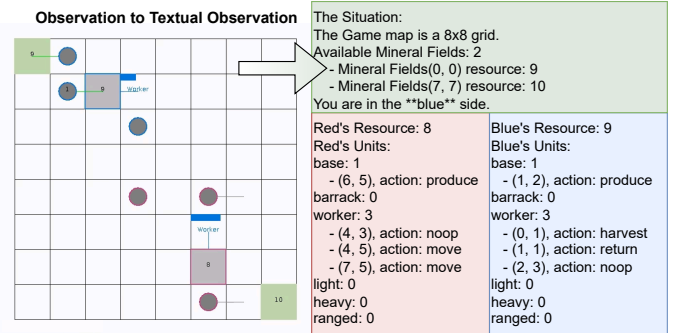 Observation to Textual Observation
9
1
9
Worker
Worker
8
10
The Situation:
The Game map is a 8x8 grid.
Available Mineral Fields: 2
- Mineral Fields(0, 0) resource: 9
- Mineral Fields(7, 7) resource: 10
You are in the **blue** side.
Red's Resource: 8
Red's Units:
base: 1
- (6, 5), action: produce
barrack: 0
worker: 3
- (4, 3), action: noop
- (4, 5), action: move
- (7, 5), action: move
light: 0
heavy: 0
ranged: 0
Blue's Resource: 9
Blue's Units:
base: 1
- (1, 2), action: produce
barrack: 0
worker: 3
- (0, 1), action: harvest
- (1, 1), action: return
- (2, 3), action: noop
light: 0
heavy: 0
ranged: 0